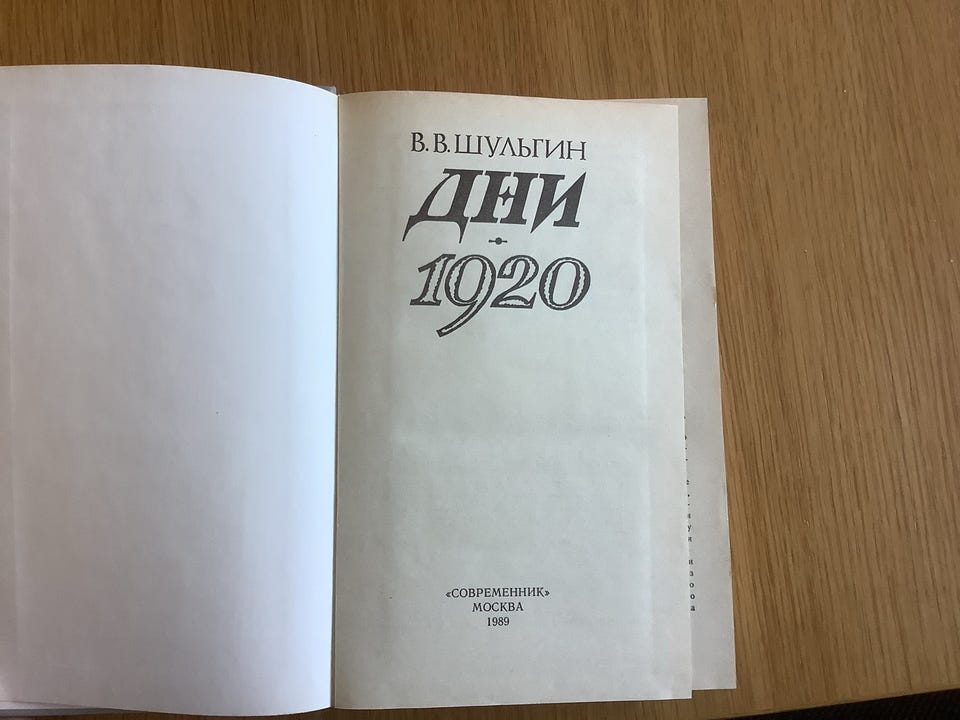 В. В. ШУЛЬГИН
ДНИ
1920
«СОВРЕМЕННИК»
МОСКВА
1989